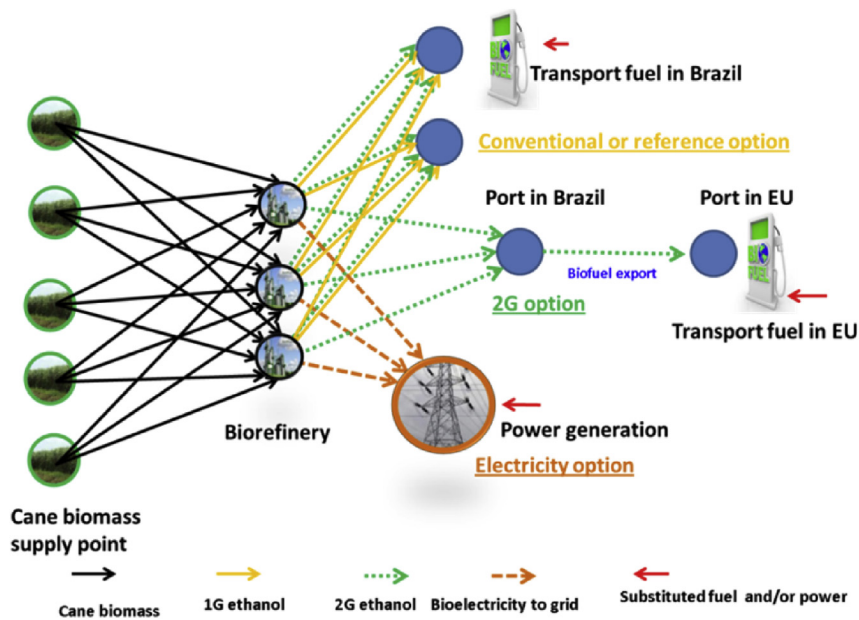 Transport fuel in Brazil
Conventional or reference option
Port in Brazil
Port in EU
Biofuel export
2G option
Transport fuel in EU
Biorefinery
Power generation
Electricity option
Cane biomass
supply point
Cane biomass
1G ethanol
2G ethanol
Bioelectricity to grid
Substituted fuel and/or power